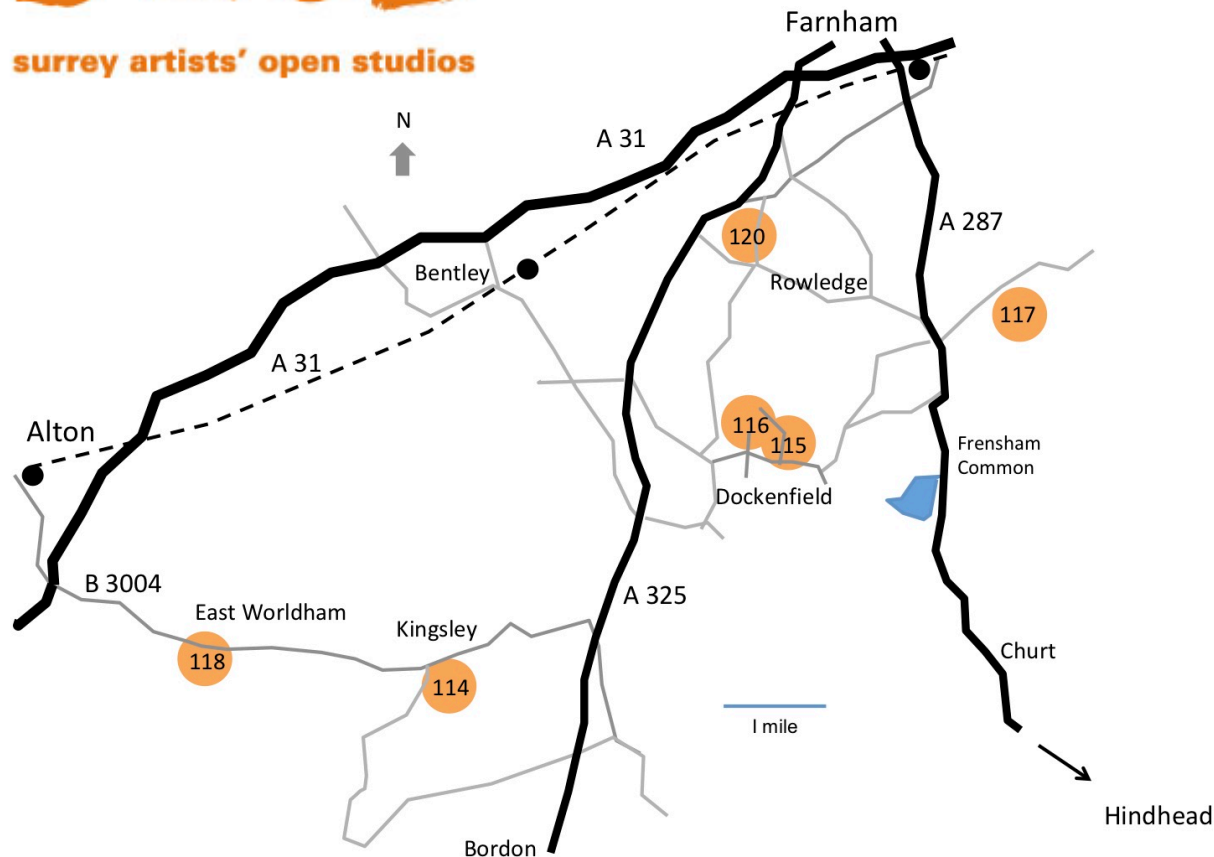 surrey artists' open studios
Farnham
N
A 31
A 287
120
Bentley
Rowledge
117
A 31
Alton
116
115
Frensham
Common
Dockenfield
B 3004
A 325
East Worldham
Kingsley
118
114
Churt
1 mile
Hindhead
Bordon